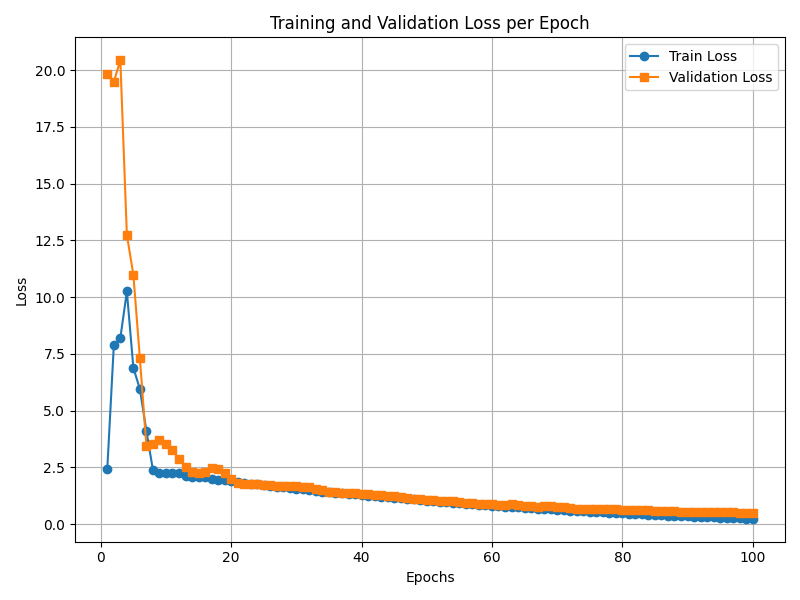 Training and Validation Loss per Epoch
Train Loss
Validation Loss
20.0
17.5
15.0
12.5
10.0
7.5
5.0
2.5
0.0
Loss
0 20 40 60 80 100
Epochs